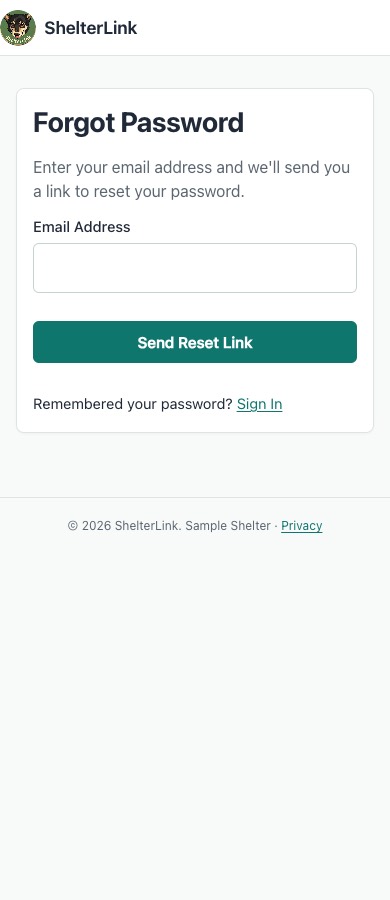 ShelterLink
Forgot Password
Enter your email address and we'll send you
a link to reset your password.
Email Address
Send Reset Link
Remembered your password? Sign In
© 2026 ShelterLink. Sample Shelter · Privacy